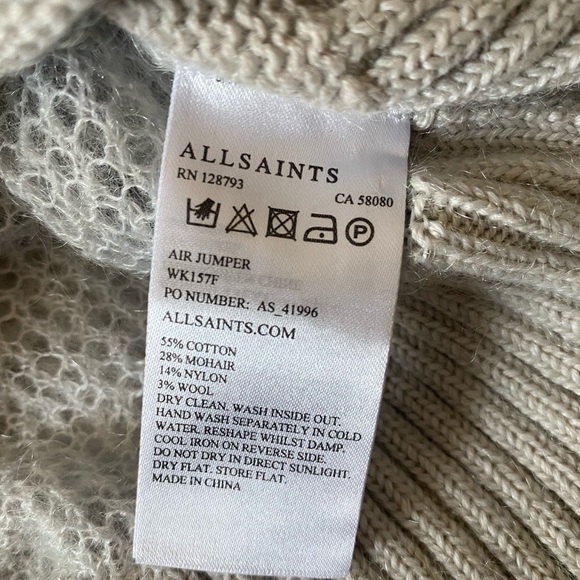 ALLSAINTS
RN 128793
CA 58080
P
AIR JUMPER
WK157F
PO NUMBER: AS_41996
ALLSAINTS.COM
55% COTTON
28% MOHAIR
14% NYLON
3% WOOL
DRY CLEAN. WASH INSIDE OUT.
HAND WASH SEPARATELY IN COLD
WATER. RESHAPE WHILST DAMP.
COOL IRON ON REVERSE SIDE.
DO NOT DRY IN DIRECT SUNLIGHT.
DRY FLAT. STORE FLAT.
MADE IN CHINA